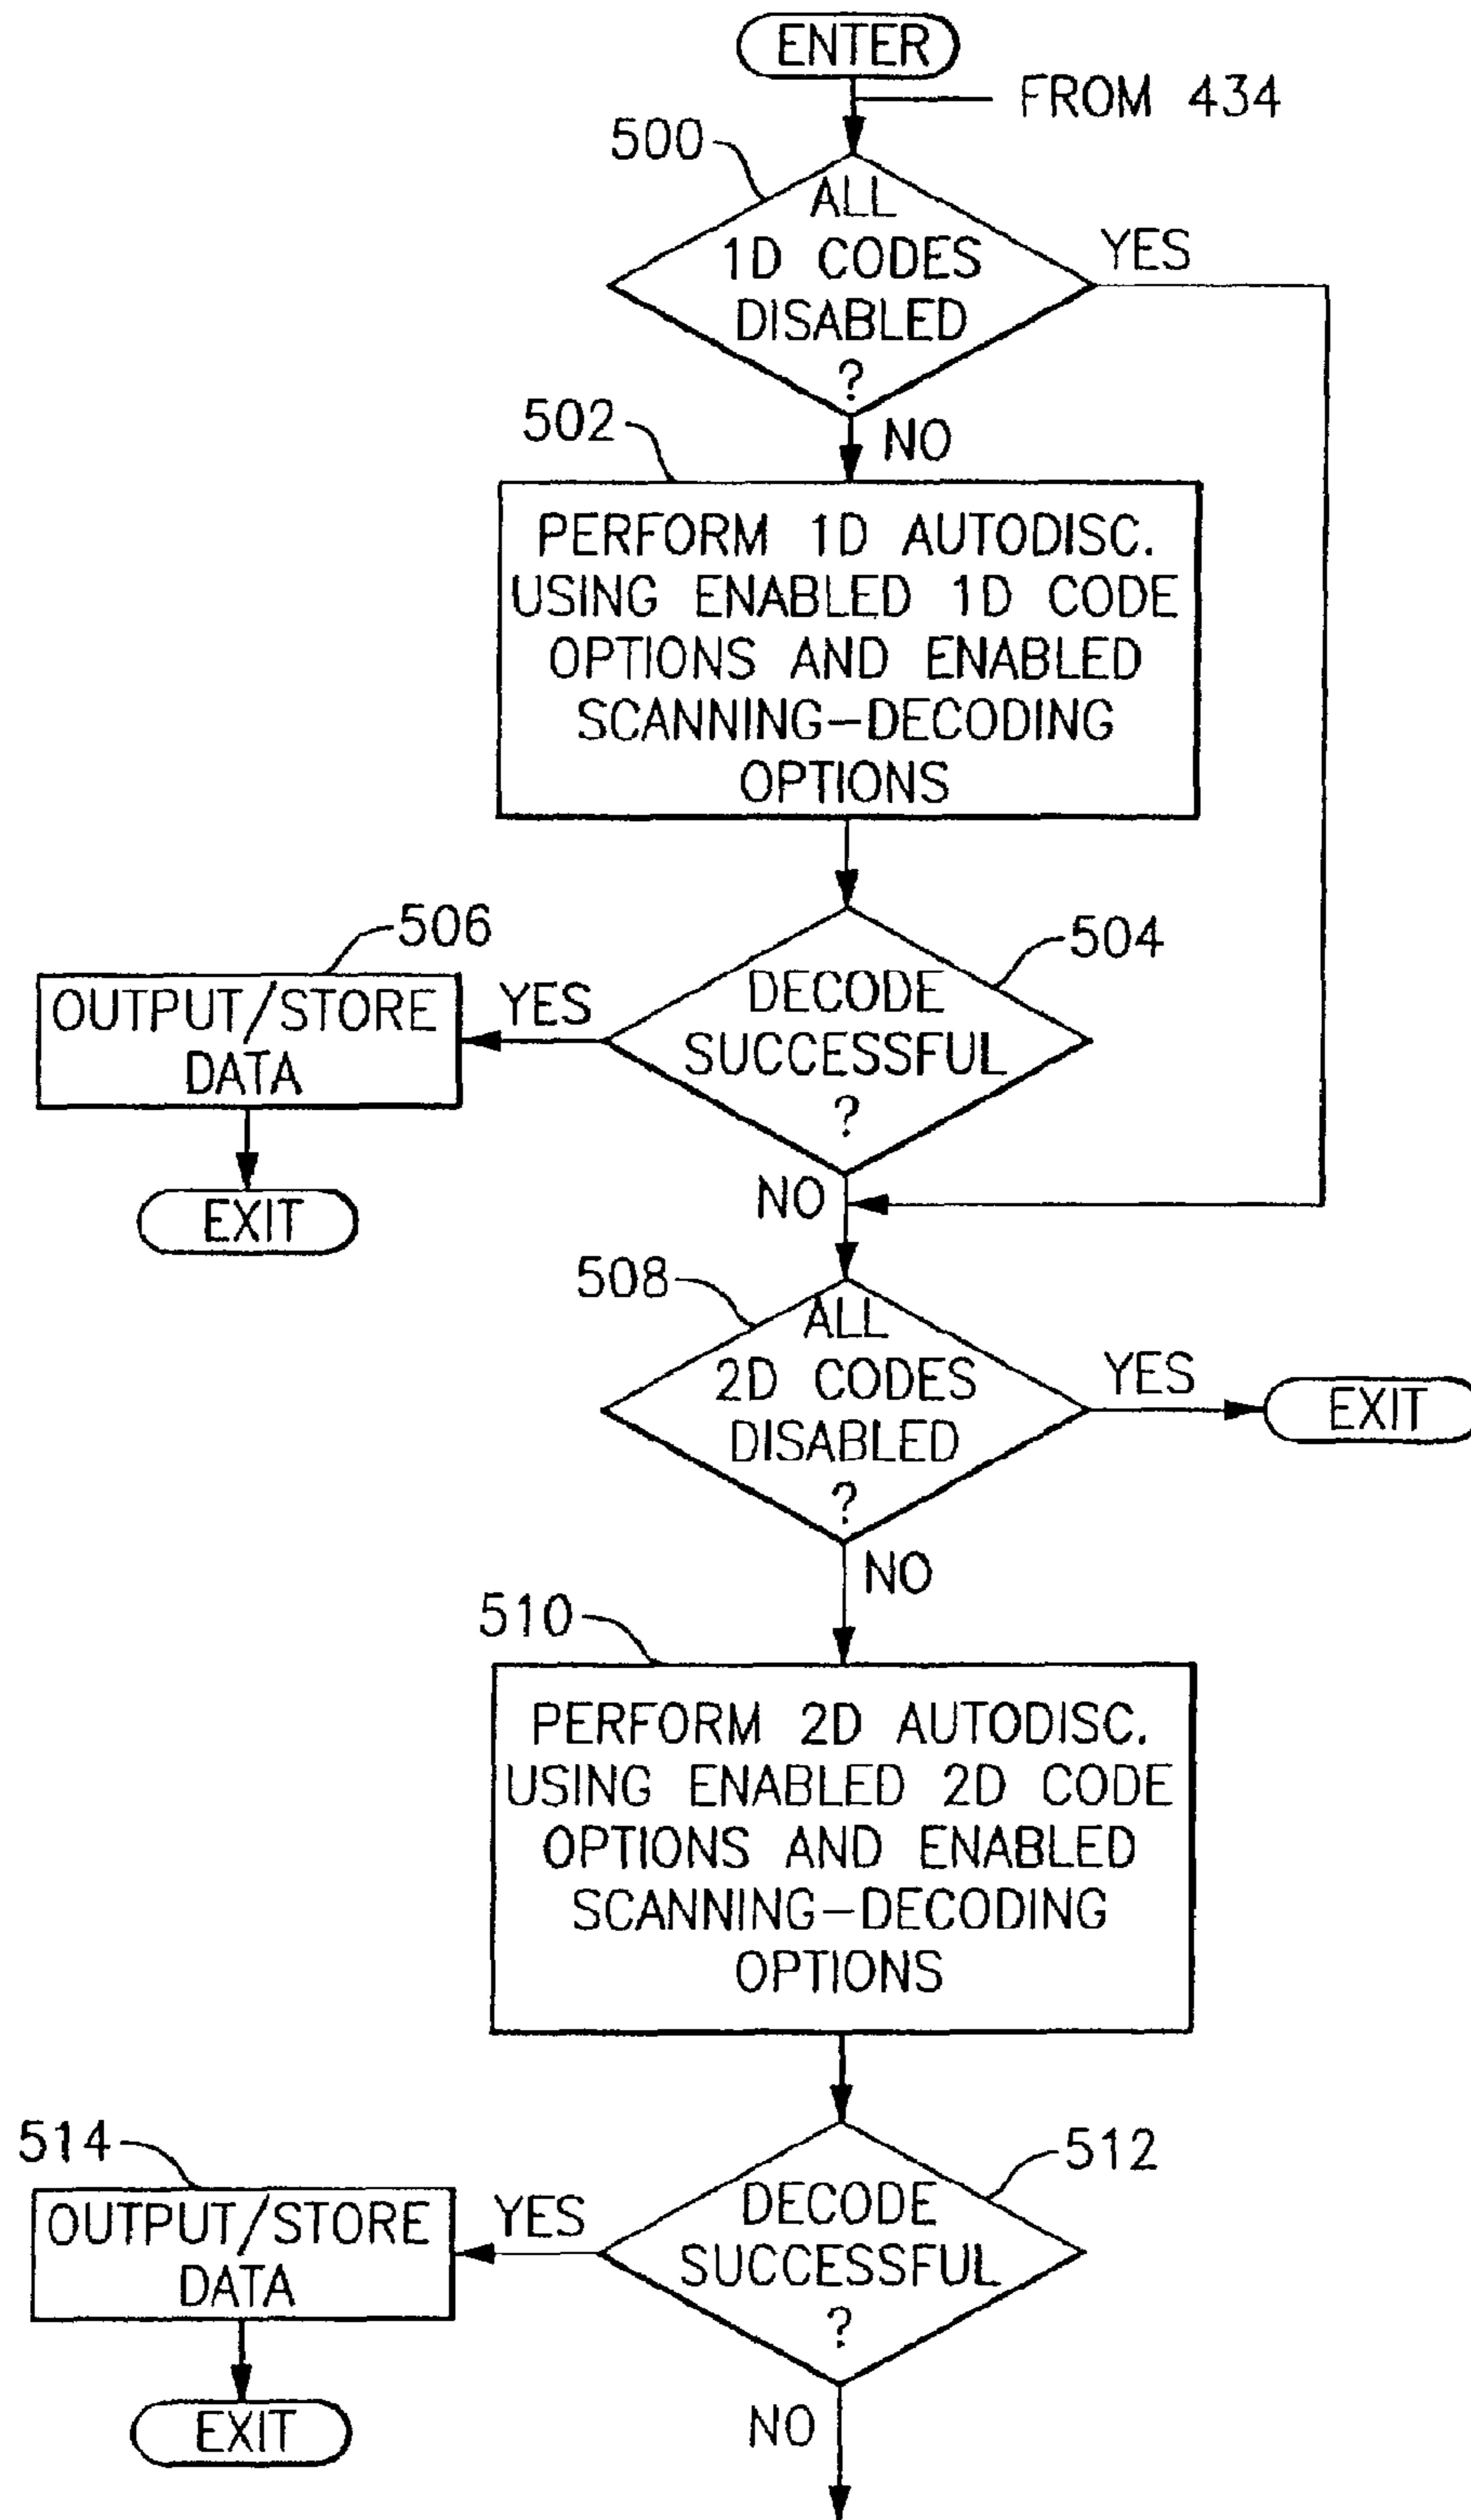 ENTER
FROM 434
500
ALL
1D CODES
DISABLED
?
YES
NO
502
PERFORM 1D AUTODISC.
USING ENABLED 1D CODE
OPTIONS AND ENABLED
SCANNING-DECODING
OPTIONS
506
504
OUTPUT/STORE
DATA
YES
DECODE
SUCCESSFUL
?
EXIT
NO
508
ALL
2D CODES
DISABLED
?
YES
EXIT
NO
510
PERFORM 2D AUTODISC.
USING ENABLED 2D CODE
OPTIONS AND ENABLED
SCANNING-DECODING
OPTIONS
514
512
OUTPUT/STORE
DATA
YES
DECODE
SUCCESSFUL
?
EXIT
NO